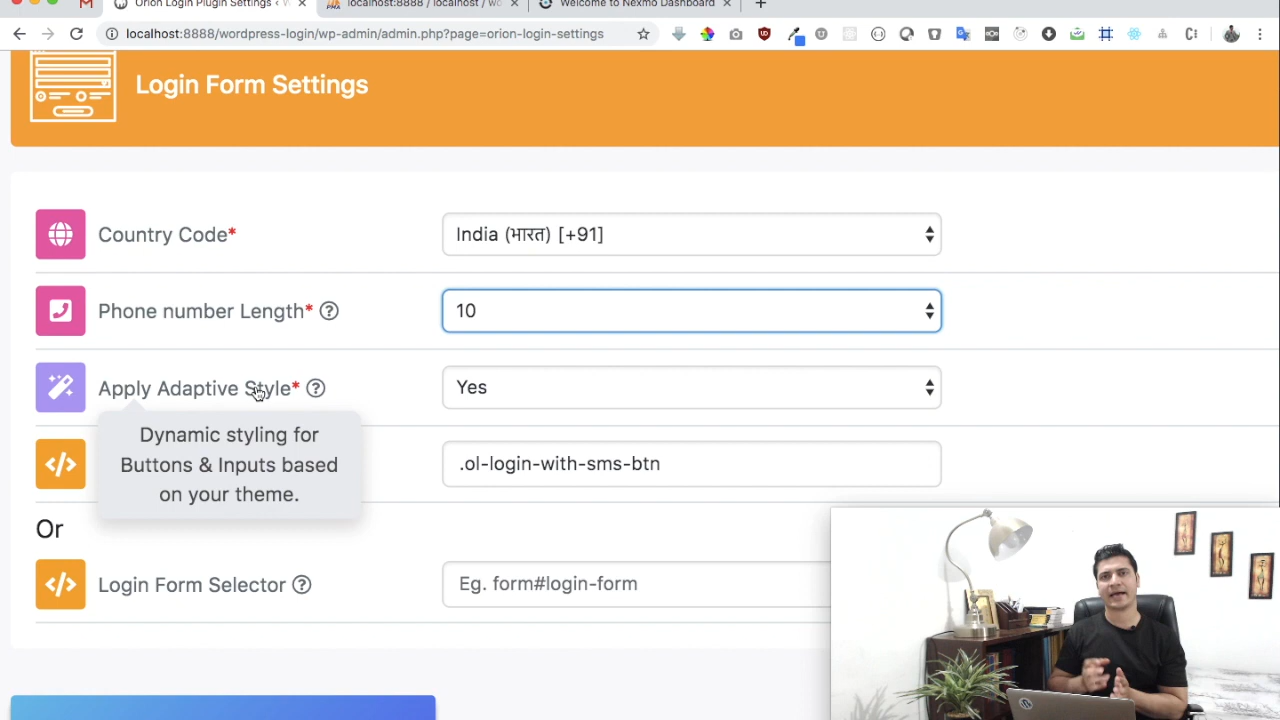 Orion Login Plugin Settings ‹
localhost:8888 / localhost /
Welcome to Nexmo Dashboard
localhost:8888/wordpress-login/wp-admin/admin.php?page=orion-login-settings
Login Form Settings
Country Code*
India (भारत) [+91]
Phone number Length* ?
10
Apply Adaptive Style* ?
Yes
Dynamic styling for
Buttons & Inputs based
on your theme.
.ol-login-with-sms-btn
Or
Login Form Selector ?
Eg. form#login-form